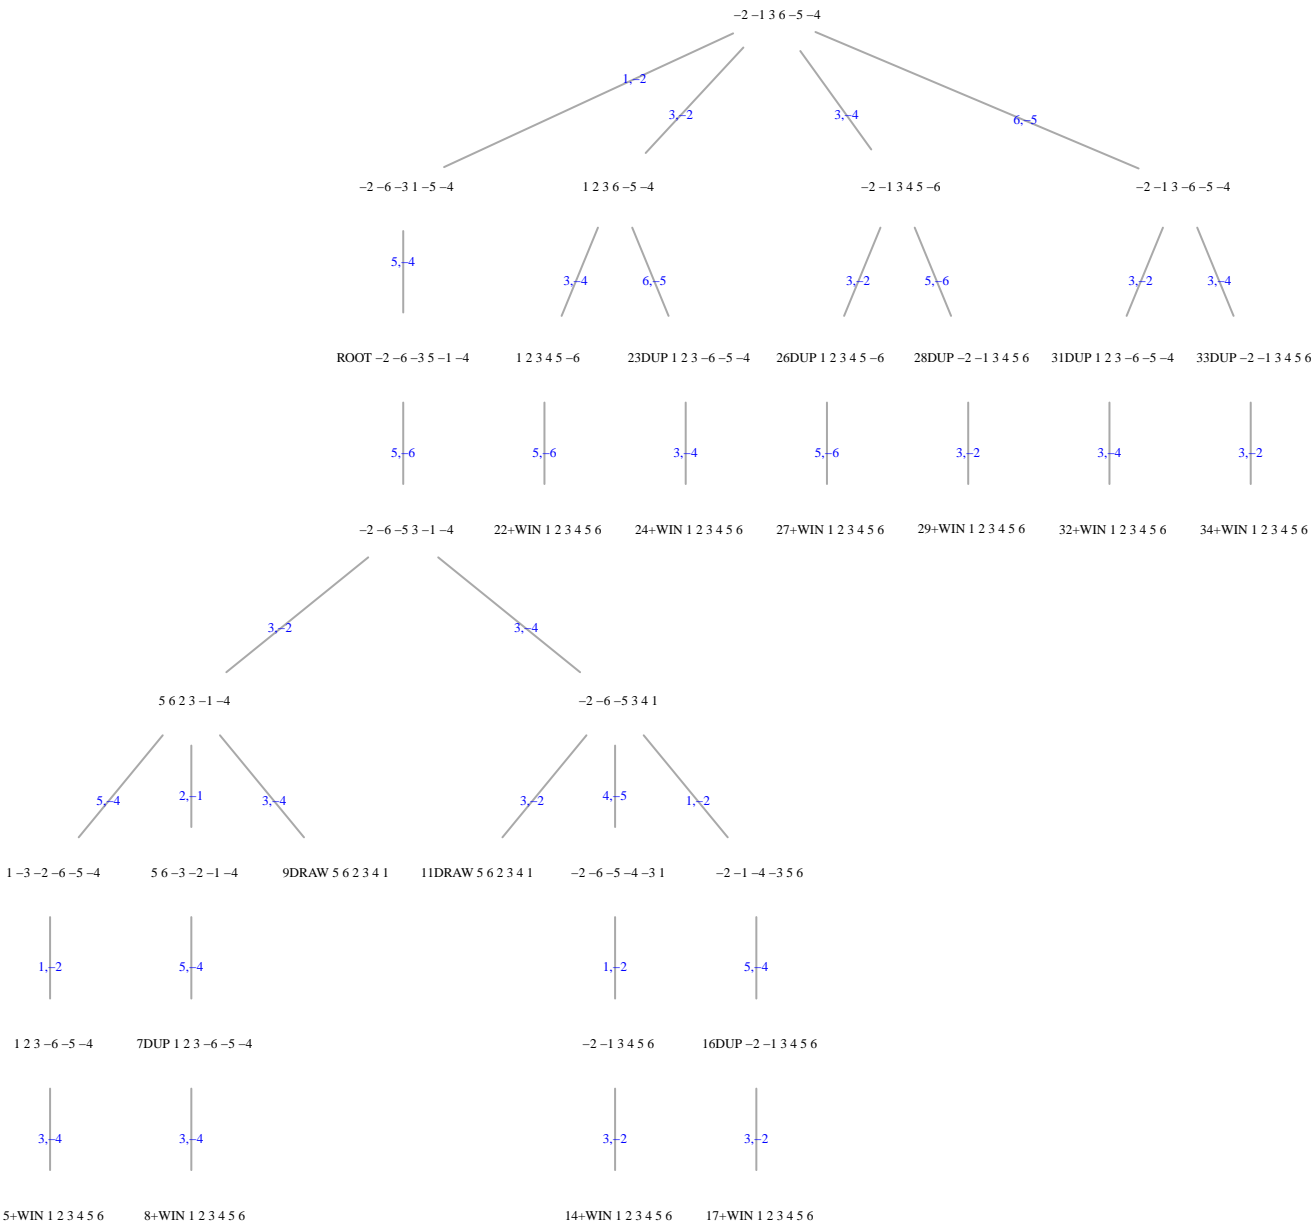 −2 −1 3 6 −5 −4
1,−2
3,−2
3,−4
6,−5
−2 −6 −3 1 −5 −4
1 2 3 6 −5 −4
−2 −1 3 4 5 −6
−2 −1 3 −6 −5 −4
5,−4
3,−4
6,−5
3,−2
5,−6
3,−2
3,−4
ROOT −2 −6 −3 5 −1 −4
1 2 3 4 5 −6
23DUP 1 2 3 −6 −5 −4
26DUP 1 2 3 4 5 −6
28DUP −2 −1 3 4 5 6
31DUP 1 2 3 −6 −5 −4
33DUP −2 −1 3 4 5 6
5,−6
5,−6
3,−4
5,−6
3,−2
3,−4
3,−2
−2 −6 −5 3 −1 −4
22+WIN 1 2 3 4 5 6
24+WIN 1 2 3 4 5 6
27+WIN 1 2 3 4 5 6
29+WIN 1 2 3 4 5 6
32+WIN 1 2 3 4 5 6
34+WIN 1 2 3 4 5 6
3,−2
3,−4
5 6 2 3 −1 −4
−2 −6 −5 3 4 1
5,−4
2,−1
3,−4
3,−2
4,−5
1,−2
1 −3 −2 −6 −5 −4
5 6 −3 −2 −1 −4
9DRAW 5 6 2 3 4 1
11DRAW 5 6 2 3 4 1
−2 −6 −5 −4 −3 1
−2 −1 −4 −3 5 6
1,−2
5,−4
1,−2
5,−4
1 2 3 −6 −5 −4
7DUP 1 2 3 −6 −5 −4
−2 −1 3 4 5 6
16DUP −2 −1 3 4 5 6
3,−4
3,−4
3,−2
3,−2
5+WIN 1 2 3 4 5 6
8+WIN 1 2 3 4 5 6
14+WIN 1 2 3 4 5 6
17+WIN 1 2 3 4 5 6